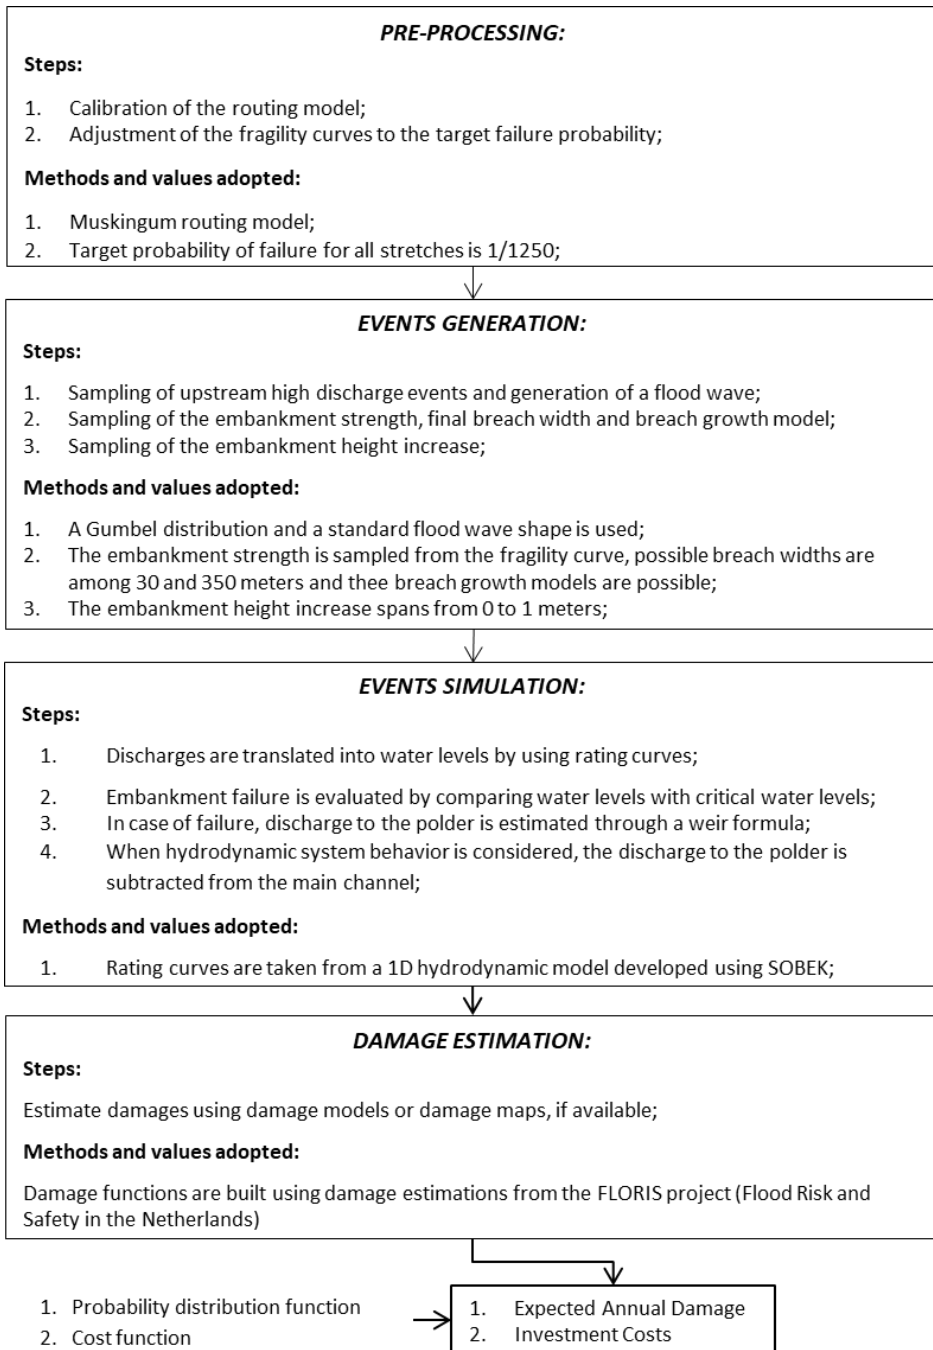 PRE-PROCESSING:
Steps:
1. Calibration of the routing model;
2. Adjustment of the fragility curves to the target failure probability;
Methods and values adopted:
1. Muskingum routing model;
2. Target probability of failure for all stretches is 1/1250;
EVENTS GENERATION:
Steps:
1. Sampling of upstream high discharge events and generation of a flood wave;
2. Sampling of the embankment strength, final breach width and breach growth model;
3. Sampling of the embankment height increase;
Methods and values adopted:
1. A Gumbel distribution and a standard flood wave shape is used;
2. The embankment strength is sampled from the fragility curve, possible breach widths are
among 30 and 350 meters and thee breach growth models are possible;
3. The embankment height increase spans from 0 to 1 meters;
EVENTS SIMULATION:
Steps:
1. Discharges are translated into water levels by using rating curves;
2. Embankment failure is evaluated by comparing water levels with critical water levels;
3. In case of failure, discharge to the polder is estimated through a weir formula;
4. When hydrodynamic system behavior is considered, the discharge to the polder is
subtracted from the main channel;
Methods and values adopted:
1. Rating curves are taken from a 1D hydrodynamic model developed using SOBEK;
DAMAGE ESTIMATION:
Steps:
Estimate damages using damage models or damage maps, if available;
Methods and values adopted:
Damage functions are built using damage estimations from the FLORIS project (Flood Risk and
Safety in the Netherlands)
1. Probability distribution function
2. Cost function
1. Expected Annual Damage
2. Investment Costs